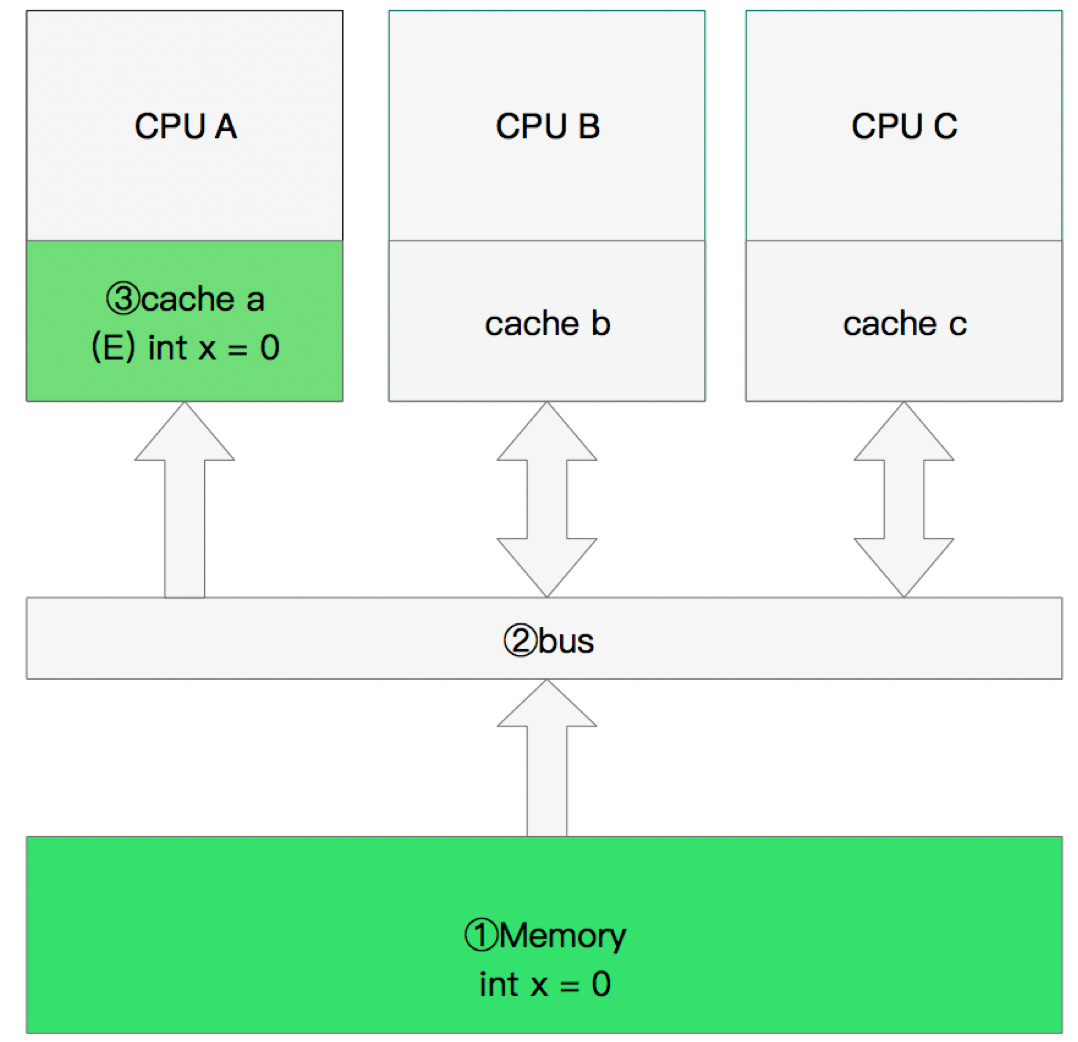 CPU A
CPU B
CPU C
③cache a
(E) int x = 0
cache b
cache c
②bus
①Memory
int x = 0